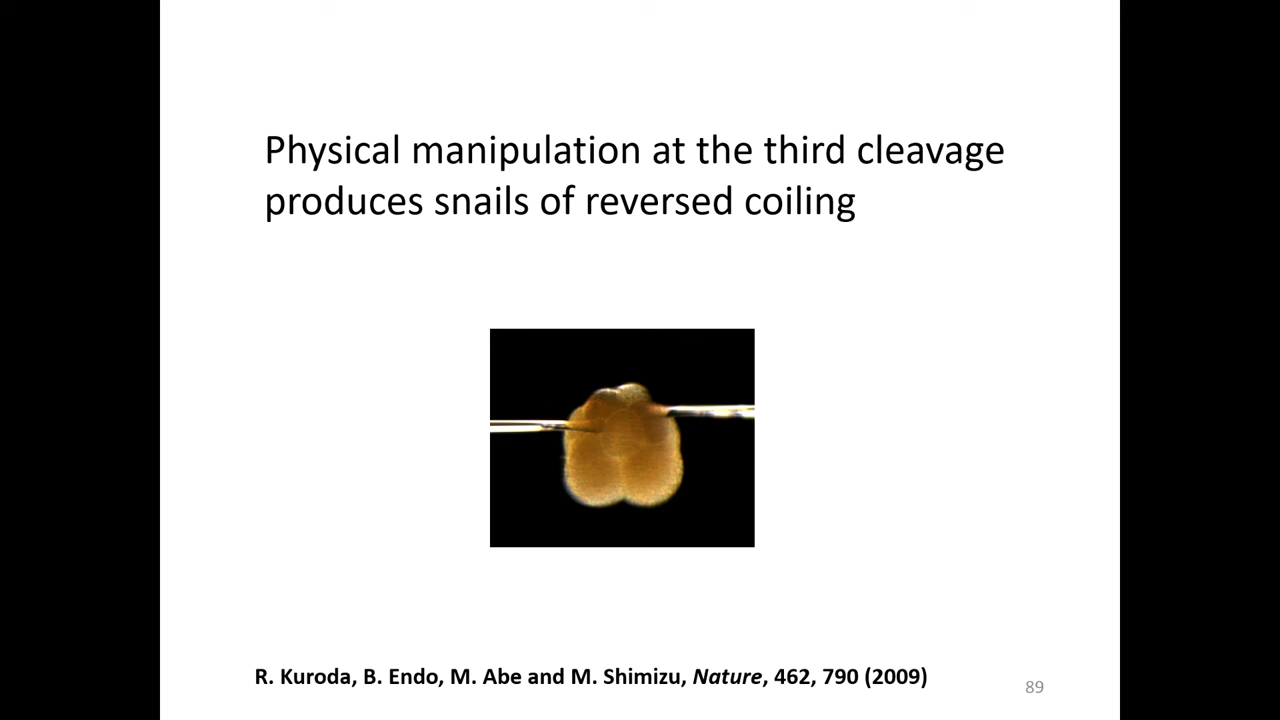 Physical manipulation at the third cleavage
produces snails of reversed coiling
R. Kuroda, B. Endo, M. Abe and M. Shimizu, Nature, 462, 790 (2009)
89